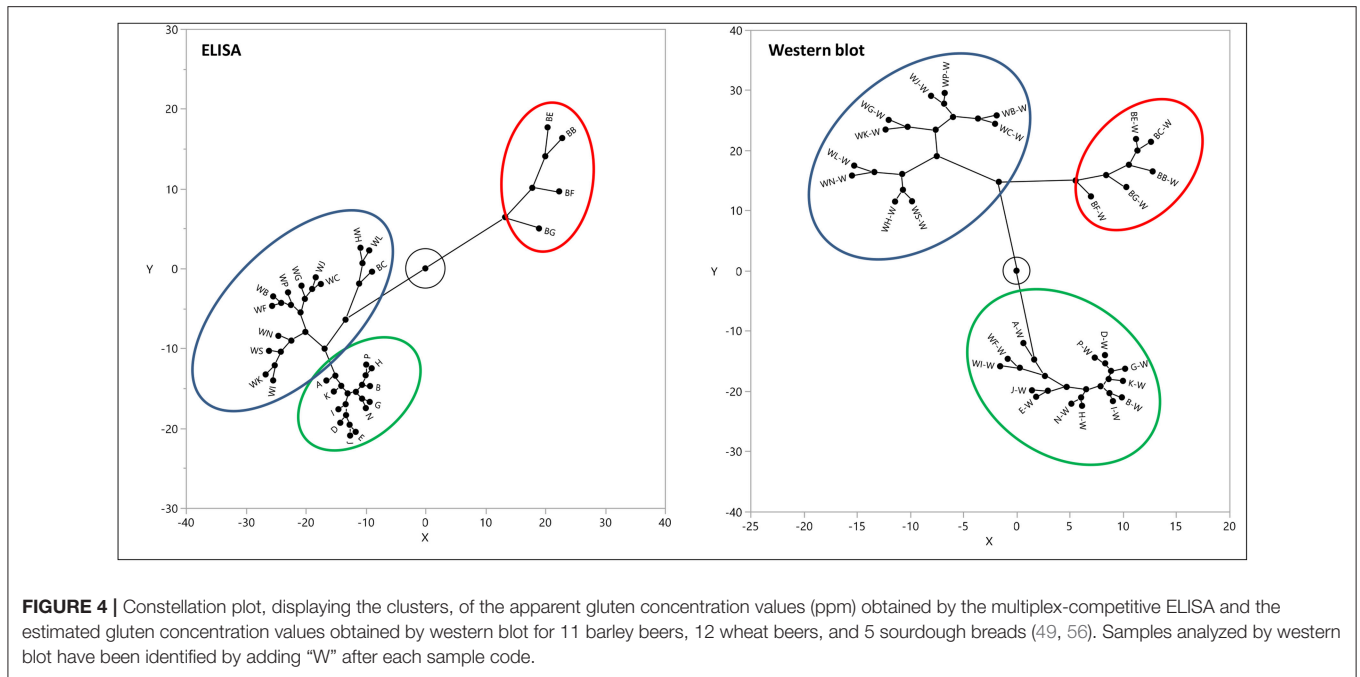 ELISA
30
20
10
0
-10
-20
-30
Y
-40
-30
-20
-10
0
10
20
30
40
X
BE
BB
BF
BG
WH
WL
BC
WJ
WG
WC
WP
WB
WF
WN
WS
WK
WI
P
H
A
K
B
G
I
N
D
E
J
Western blot
40
30
20
10
0
-10
-20
-30
-40
Y
-25
-20
-15
-10
-5
0
5
10
15
20
X
WP-W
WJ-W
WG-W
WB-W
WK-W
WC-W
WL-W
WN-W
WH-W
WS-W
BE-W
BC-W
BB-W
BG-W
BF-W
A-W
WF-W
WI-W
D-W
P-W
G-W
K-W
J-W
E-W
N-W
H-W
I-W
B-W
FIGURE 4 | Constellation plot, displaying the clusters, of the apparent gluten concentration values (ppm) obtained by the multiplex-competitive ELISA and the
estimated gluten concentration values obtained by western blot for 11 barley beers, 12 wheat beers, and 5 sourdough breads (49, 56). Samples analyzed by western
blot have been identified by adding “W” after each sample code.